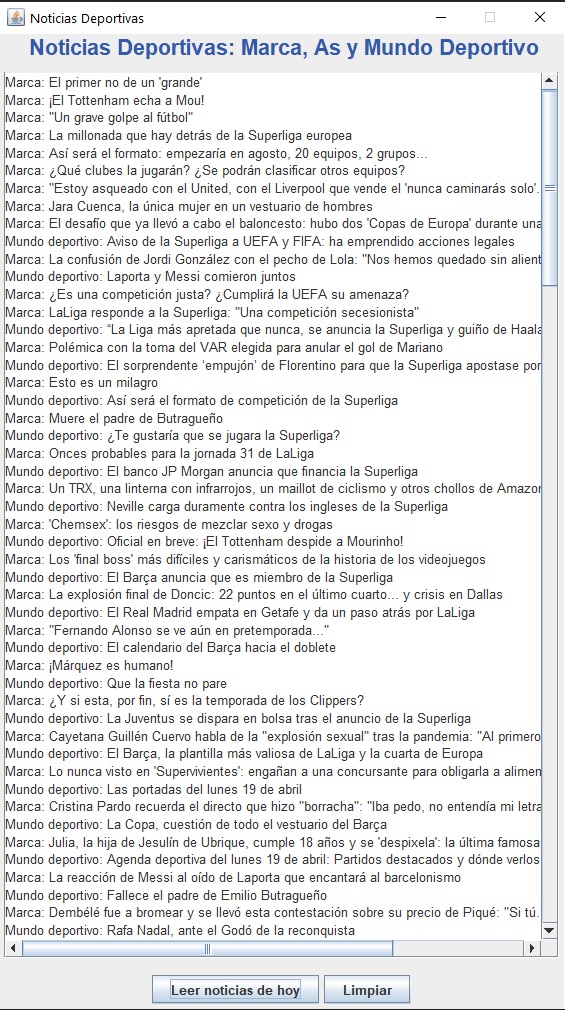 Noticias Deportivas
Noticias Deportivas: Marca, As y Mundo Deportivo
Marca: El primer no de un 'grande'
Marca: ¡El Tottenham echa a Mou!
Marca: "Un grave golpe al fútbol"
Marca: La millonada que hay detrás de la Superliga europea
Marca: Así será el formato: empezaría en agosto, 20 equipos, 2 grupos...
Marca: ¿Qué clubes la jugarán? ¿Se podrán clasificar otros equipos?
Marca: "Estoy asqueado con el United, con el Liverpool que vende el 'nunca caminarás solo'.
Marca: Jara Cuenca, la única mujer en un vestuario de hombres
Marca: El desafío que ya llevó a cabo el baloncesto: hubo dos 'Copas de Europa' durante una
Mundo deportivo: Aviso de la Superliga a UEFA y FIFA: ha emprendido acciones legales
Marca: La confusión de Jordi González con el pecho de Lola: "Nos hemos quedado sin alient
Mundo deportivo: Laporta y Messi comieron juntos
Marca: ¿Es una competición justa? ¿Cumplirá la UEFA su amenaza?
Marca: LaLiga responde a la Superliga: "Una competición secesionista"
Mundo deportivo: “La Liga más apretada que nunca, se anuncia la Superliga y guiño de Haala
Marca: Polémica con la toma del VAR elegida para anular el gol de Mariano
Mundo deportivo: El sorprendente ‘empujón’ de Florentino para que la Superliga apostase por
Marca: Esto es un milagro
Mundo deportivo: Así será el formato de competición de la Superliga
Marca: Muere el padre de Butragueño
Mundo deportivo: ¿Te gustaría que se jugara la Superliga?
Marca: Onces probables para la jornada 31 de LaLiga
Mundo deportivo: El banco JP Morgan anuncia que financia la Superliga
Marca: Un TRX, una linterna con infrarrojos, un maillot de ciclismo y otros chollos de Amazon
Mundo deportivo: Neville carga duramente contra los ingleses de la Superliga
Marca: 'Chemsex': los riesgos de mezclar sexo y drogas
Mundo deportivo: Oficial en breve: ¡El Tottenham despide a Mourinho!
Marca: Los 'final boss' más difíciles y carismáticos de la historia de los videojuegos
Mundo deportivo: El Barça anuncia que es miembro de la Superliga
Marca: La explosión final de Doncic: 22 puntos en el último cuarto... y crisis en Dallas
Mundo deportivo: El Real Madrid empata en Getafe y da un paso atrás por LaLiga
Marca: "Fernando Alonso se ve aún en pretemporada..."
Mundo deportivo: El calendario del Barça hacia el doblete
Marca: ¡Márquez es humano!
Mundo deportivo: Que la fiesta no pare
Marca: ¿Y si esta, por fin, sí es la temporada de los Clippers?
Mundo deportivo: La Juventus se dispara en bolsa tras el anuncio de la Superliga
Marca: Cayetana Guillén Cuervo habla de la "explosión sexual" tras la pandemia: "Al primero
Mundo deportivo: El Barça, la plantilla más valiosa de LaLiga y la cuarta de Europa
Marca: Lo nunca visto en 'Supervivientes': engañan a una concursante para obligarla a alimen
Mundo deportivo: Las portadas del lunes 19 de abril
Marca: Cristina Pardo recuerda el directo que hizo "borracha": "Iba pedo, no entendía mi letra
Mundo deportivo: La Copa, cuestión de todo el vestuario del Barça
Marca: Julia, la hija de Jesulín de Ubrique, cumple 18 años y se 'despixela': la última famosa
Mundo deportivo: Agenda deportiva del lunes 19 de abril: Partidos destacados y dónde verlos
Marca: La reacción de Messi al oído de Laporta que encantará al barcelonismo
Mundo deportivo: Fallece el padre de Emilio Butragueño
Marca: Dembélé fue a bromear y se llevó esta contestación sobre su precio de Piqué: "Si tú.
Mundo deportivo: Rafa Nadal, ante el Godó de la reconquista
Leer noticias de hoy
Limpiar